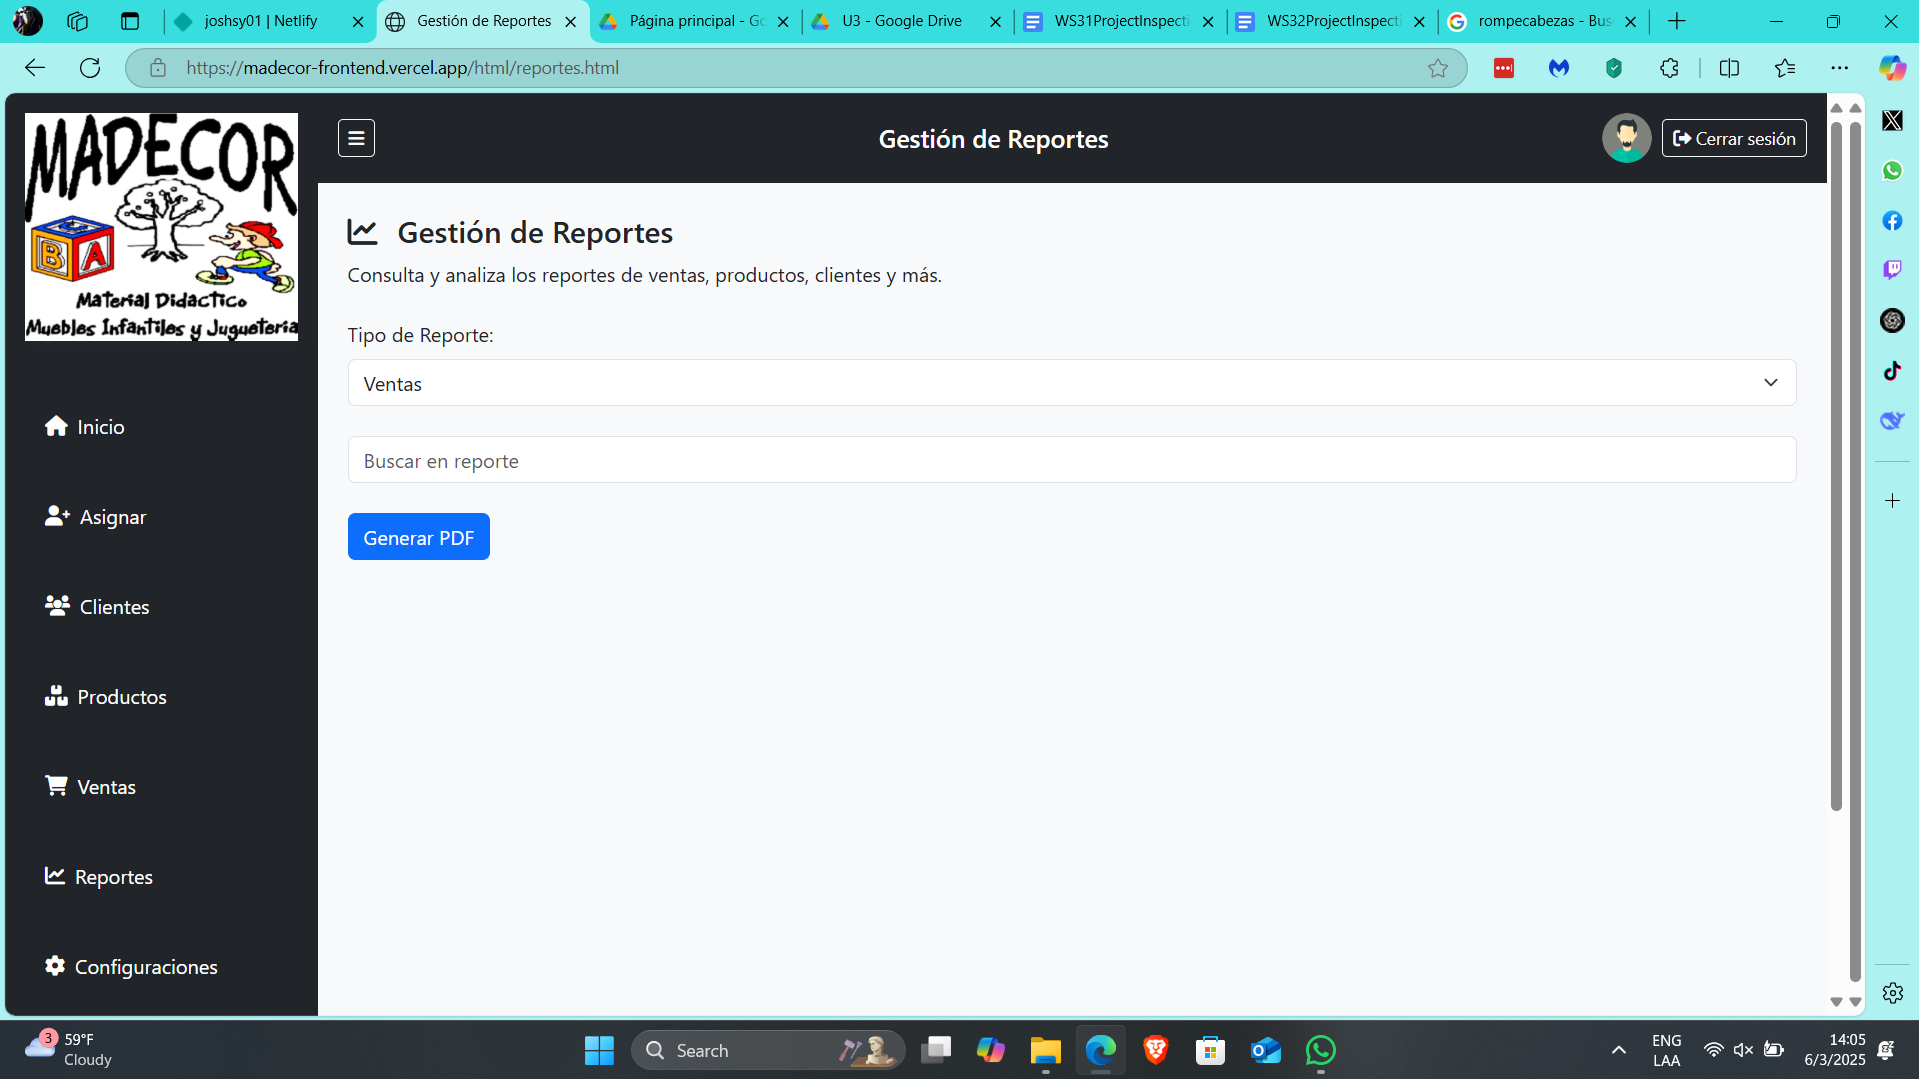 joshsy01 | Netlify
Gestión de Reportes
Página principal - Go
U3 - Google Drive
WS31ProjectInspecti
WS32ProjectInspecti
rompecabezas - Bus
https://madecor-frontend.vercel.app/html/reportes.html
MADECOR
C
B A
Material Didactico
Muebles Infantiles y Jugueteria
Gestión de Reportes
Cerrar sesión
Gestión de Reportes
Consulta y analiza los reportes de ventas, productos, clientes y más.
Tipo de Reporte:
Ventas
Buscar en reporte
Generar PDF
Inicio
Asignar
Clientes
Productos
Ventas
Reportes
Configuraciones
3
59°F
Cloudy
Search
ENG
LAA
14:05
6/3/2025